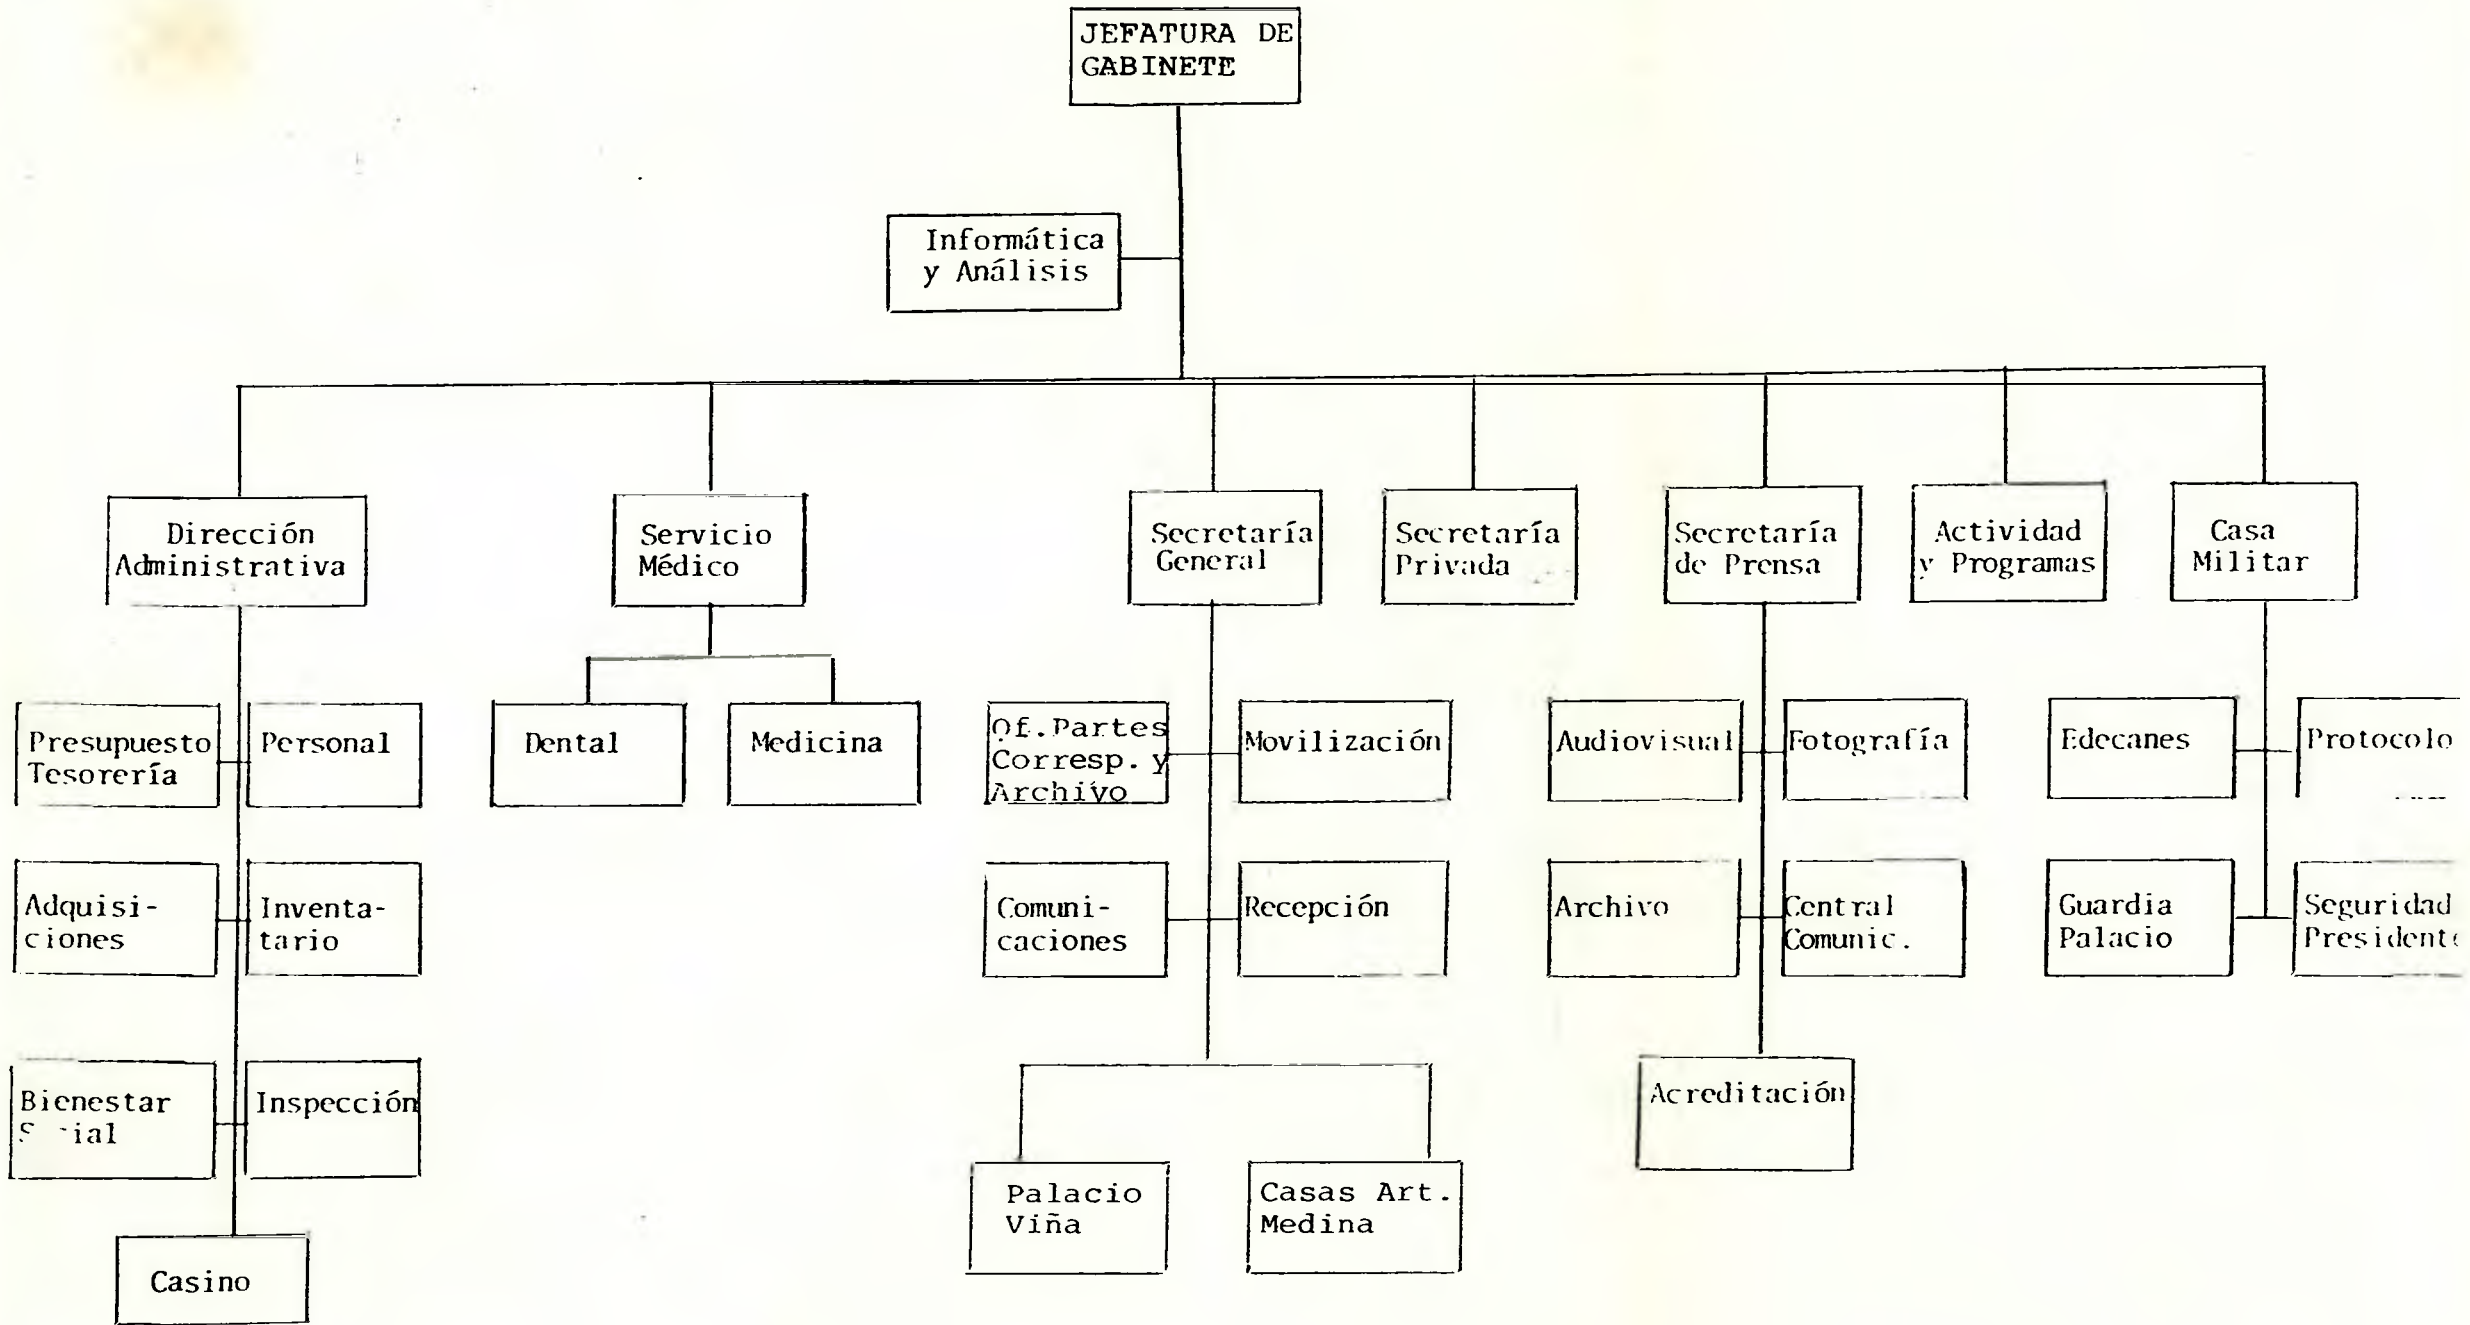 JEFATURA DE
GABINETE
Informática
y Análisis
Dirección
Administrativa
Servicio
Médico
Secretaría
General
Secretaría
Privada
Secretaría
de Prensa
Actividad
y Programas
Casa
Militar
Presupuesto
Tesorería
Personal
Dental
Medicina
Of.Partes
Corresp. y
Archivo
Movilización
Audiovisual
Fotografía
Edecanes
Protocolo
Adquisi-
ciones
Inventa-
tario
Comuni-
caciones
Recepción
Archivo
Central
Comunic.
Guardia
Palacio
Seguridad
Presidente
Bienestar
Inspección
Acreditación
Palacio
Viña
Casas Art.
Medina
Casino